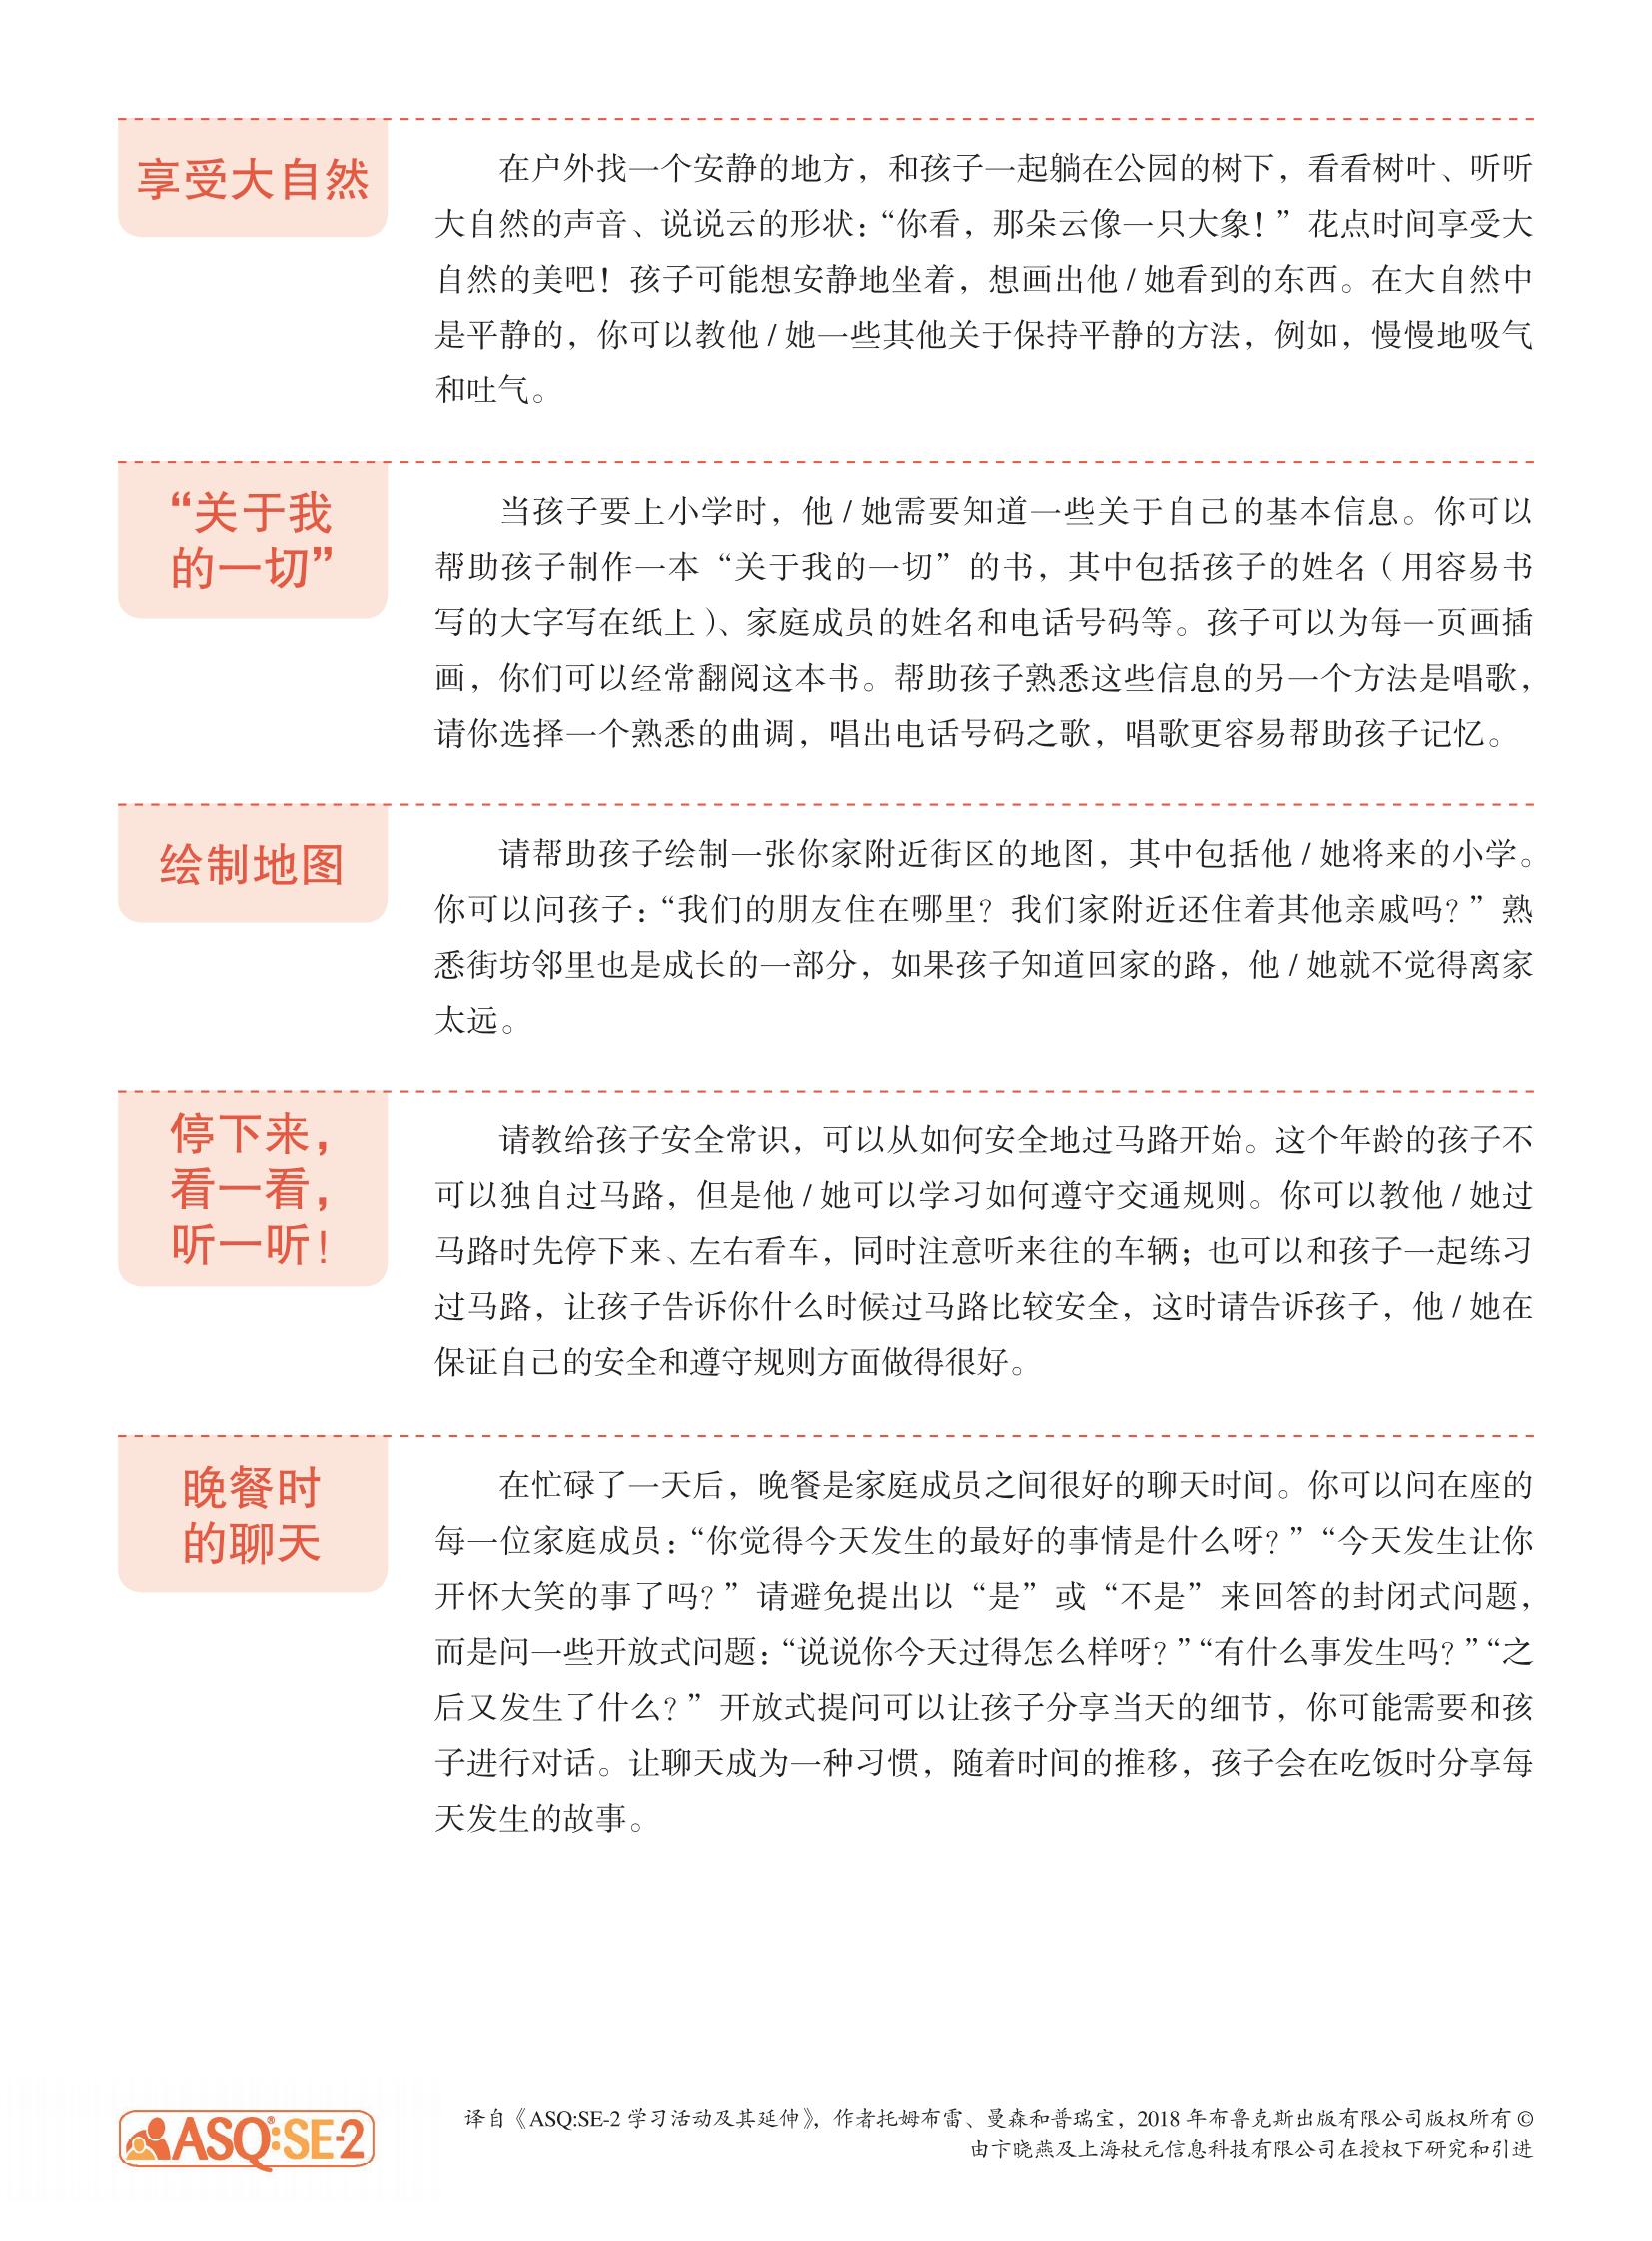 享受大自然
在户外找一个安静的地方，和孩子一起躺在公园的树下，看看树叶、听听
大自然的声音、说说云的形状：“你看，那朵云像一只大象！”花点时间享受大
自然的美吧！孩子可能想安静地坐着，想画出他 / 她看到的东西。在大自然中
是平静的，你可以教他 / 她一些其他关于保持平静的方法，例如，慢慢地吸气
和吐气。
“关于我
的一切”
当孩子要上小学时，他 / 她需要知道一些关于自己的基本信息。你可以
帮助孩子制作一本“关于我的一切”的书，其中包括孩子的姓名（用容易书
写的大字写在纸上）、家庭成员的姓名和电话号码等。孩子可以为每一页画插
画，你们可以经常翻阅这本书。帮助孩子熟悉这些信息的另一个方法是唱歌，
请你选择一个熟悉的曲调，唱出电话号码之歌，唱歌更容易帮助孩子记忆。
绘制地图
请帮助孩子绘制一张你家附近街区的地图，其中包括他 / 她将来的小学。
你可以问孩子：“我们的朋友住在哪里？我们家附近还住着其他亲戚吗？”熟
悉街坊邻里也是成长的一部分，如果孩子知道回家的路，他 / 她就不觉得离家
太远。
停下来，
看一看，
听一听！
请教给孩子安全常识，可以从如何安全地过马路开始。这个年龄的孩子不
可以独自过马路，但是他 / 她可以学习如何遵守交通规则。你可以教他 / 她过
马路时先停下来、左右看车，同时注意听来往的车辆；也可以和孩子一起练习
过马路，让孩子告诉你什么时候过马路比较安全，这时请告诉孩子，他 / 她在
保证自己的安全和遵守规则方面做得很好。
晚餐时
的聊天
在忙碌了一天后，晚餐是家庭成员之间很好的聊天时间。你可以问在座的
每一位家庭成员：“你觉得今天发生的最好的事情是什么呀？”“今天发生让你
开怀大笑的事了吗？”请避免提出以“是”或“不是”来回答的封闭式问题，
而是问一些开放式问题：“说说你今天过得怎么样呀？”“有什么事发生吗？”“之
后又发生了什么？”开放式提问可以让孩子分享当天的细节，你可能需要和孩
子进行对话。让聊天成为一种习惯，随着时间的推移，孩子会在吃饭时分享每
天发生的故事。
ASQ®:SE-2
译自《ASQ:SE-2 学习活动及其延伸》，作者托姆布雷、曼森和普瑞宝，2018 年布鲁克斯出版有限公司版权所有 ©
由卞晓燕及上海杖元信息科技有限公司在授权下研究和引进